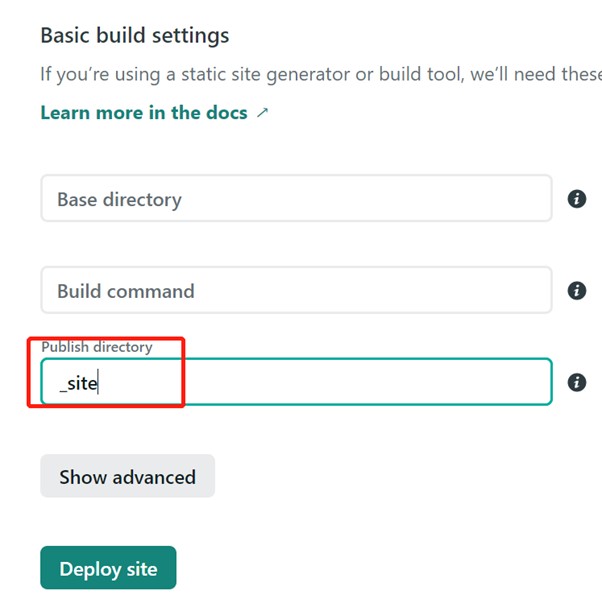 Basic build settings
If you're using a static site generator or build tool, we'll need these
Learn more in the docs ↗
Base directory
Build command
Publish directory
_site
Show advanced
Deploy site